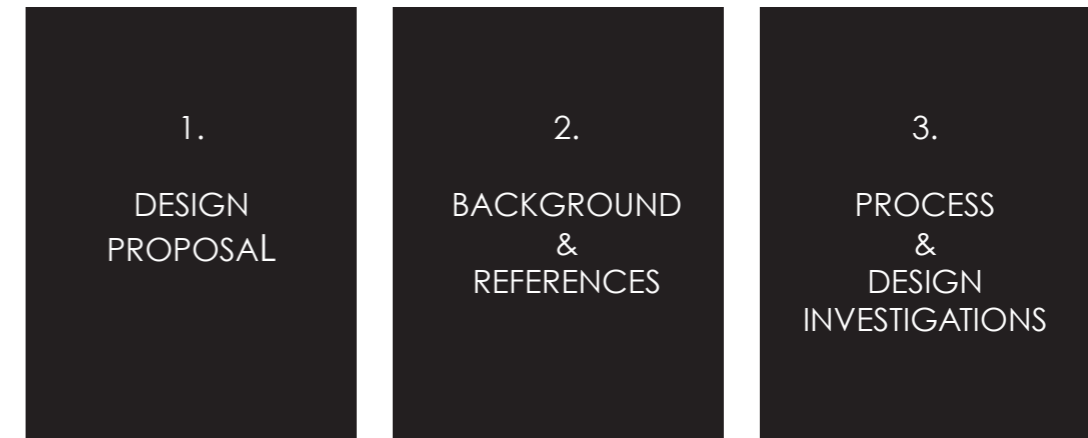 1.
DESIGN
PROPOSAL
2.
BACKGROUND
&
REFERENCES
3.
PROCESS
&
DESIGN
INVESTIGATIONS